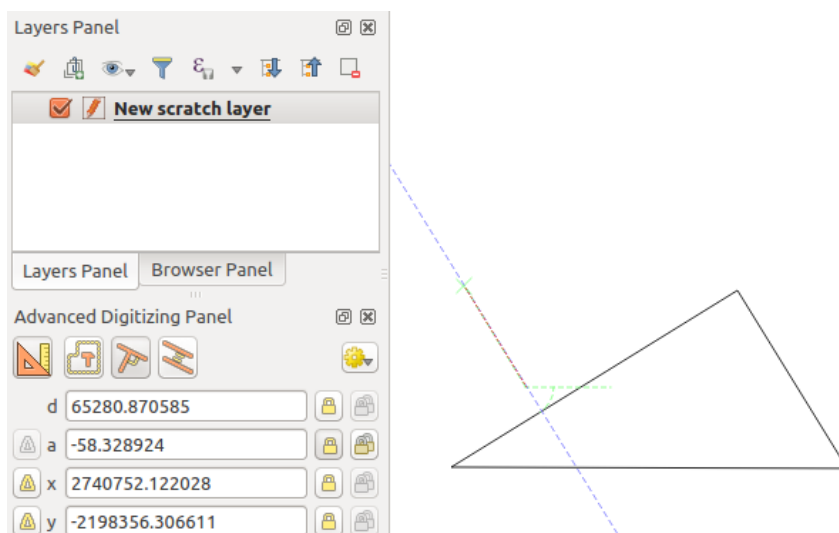 Layers Panel
New scratch layer
Layers Panel Browser Panel
Advanced Digitizing Panel
d 65280.870585
a -58.328924
x 2740752.122028
y -2198356.306611